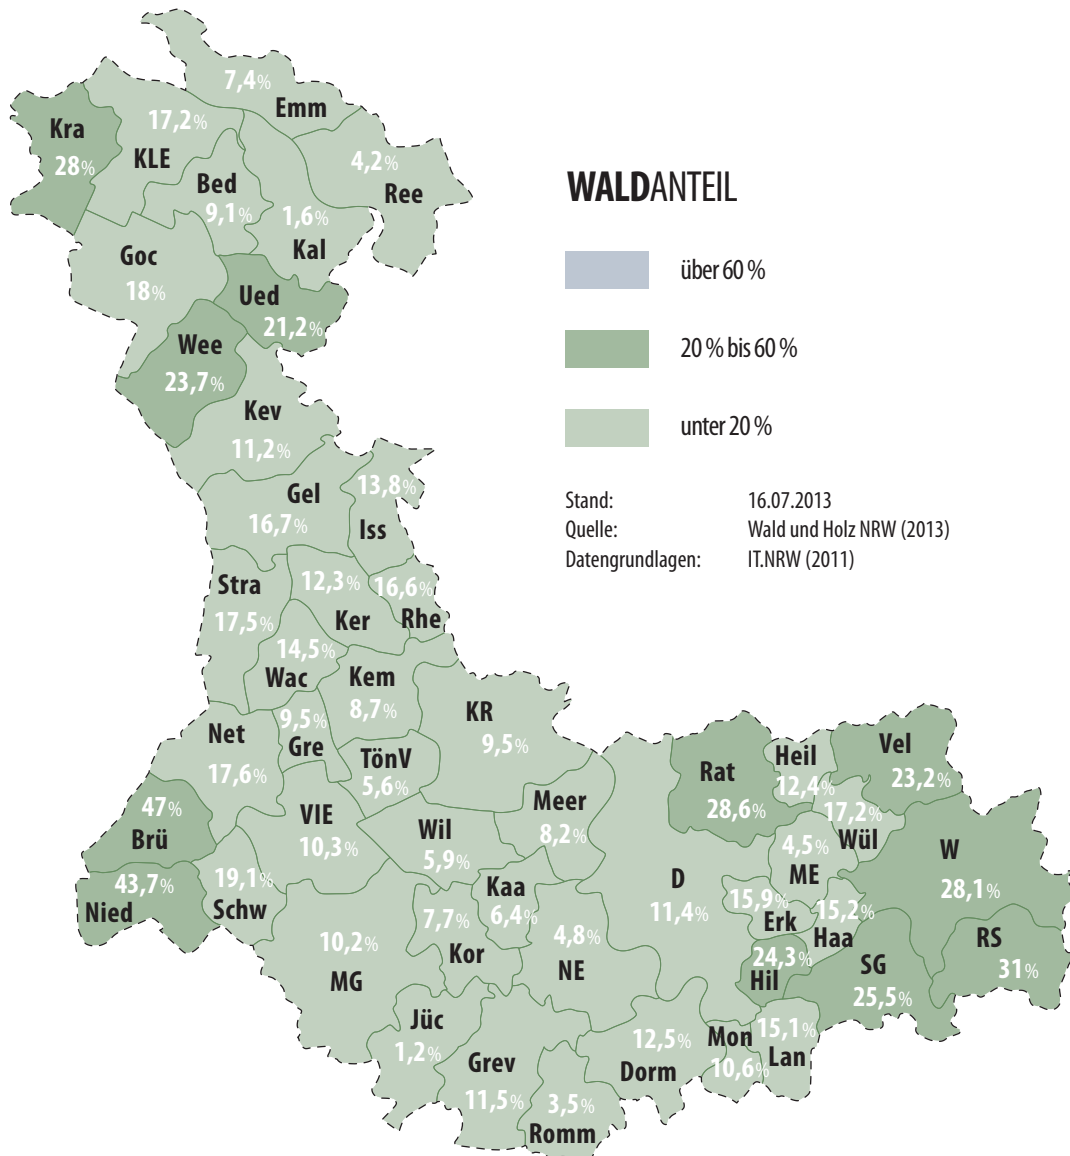 7,4%
Emm
Kra
28%
17,2%
KLE
4,2%
Ree
Bed
9,1%
1,6%
Kal
Goc
18%
Ued
21,2%
Wee
23,7%
Kev
11,2%
WALDANTEIL
über 60 %
20 % bis 60 %
unter 20 %
Stand: 16.07.2013
Quelle: Wald und Holz NRW (2013)
Datengrundlagen: IT.NRW (2011)
Gel
16,7%
13,8%
Iss
Stra
17,5%
12,3%
Ker
16,6%
Rhe
14,5%
Wac
Kem
8,7%
KR
9,5%
Net
17,6%
9,5%
Gre
TönV
5,6%
47%
Brü
VIE
10,3%
Wil
5,9%
Meer
8,2%
Rat
28,6%
Heil
12,4%
Vel
23,2%
17,2%
Wül
4,5%
ME
W
28,1%
43,7%
Nied
19,1%
Schw
Kaa
6,4%
D
11,4%
15,9%
Erk
15,2%
Haa
10,2%
MG
7,7%
Kor
4,8%
NE
24,3%
Hil
SG
25,5%
RS
31%
Jüc
1,2%
Grev
11,5%
12,5%
Dorm
Mon
10,6%
15,1%
Lan
3,5%
Romm